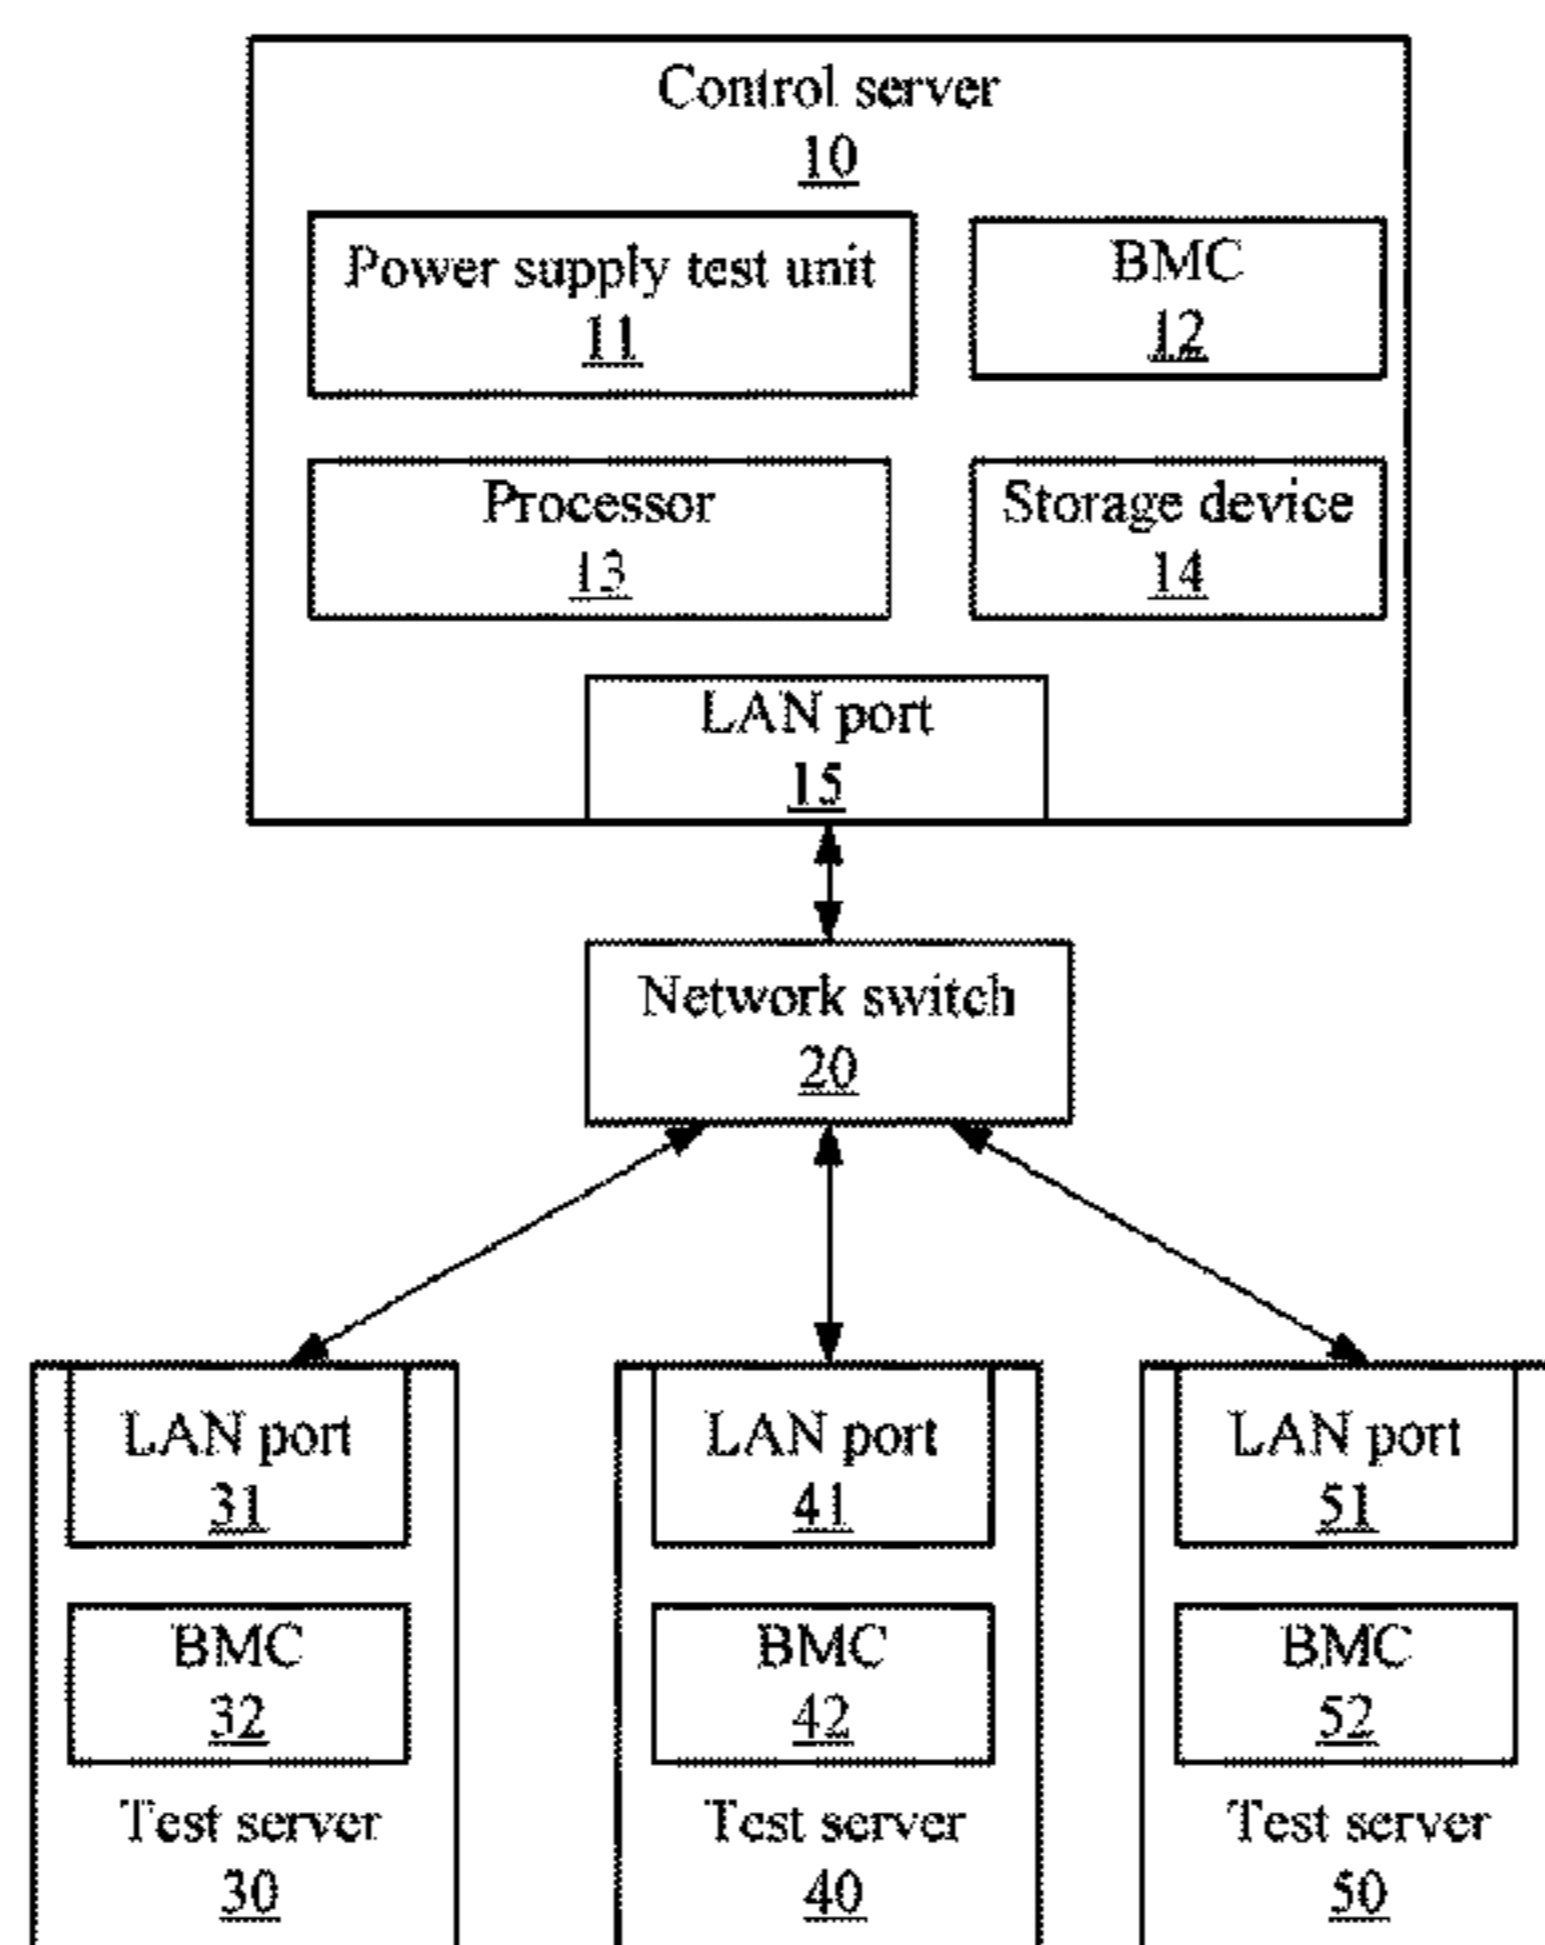 Control server
10
Power supply test unit
11
BMC
12
Processor
13
Storage device
14
LAN port
15
Network switch
20
LAN port
31
BMC
32
Test server
30
LAN port
41
BMC
42
Test server
40
LAN port
51
BMC
52
Test server
50